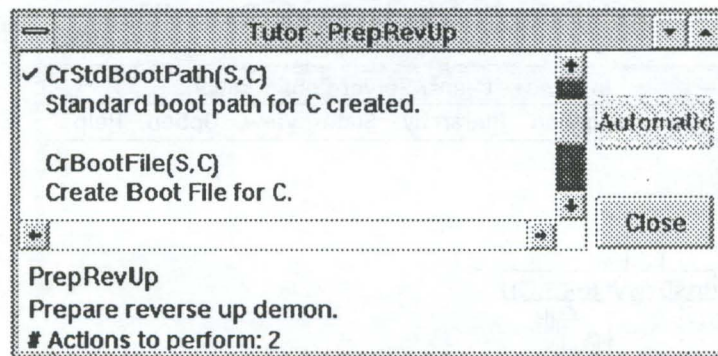 Tutor - PrepRevUp
✓ CrStdBootPath(S,C)
Standard boot path for C created.
CrBootFile(S,C)
Create Boot File for C.
Automatic
Close
PrepRevUp
Prepare reverse up demon.
# Actions to perform: 2